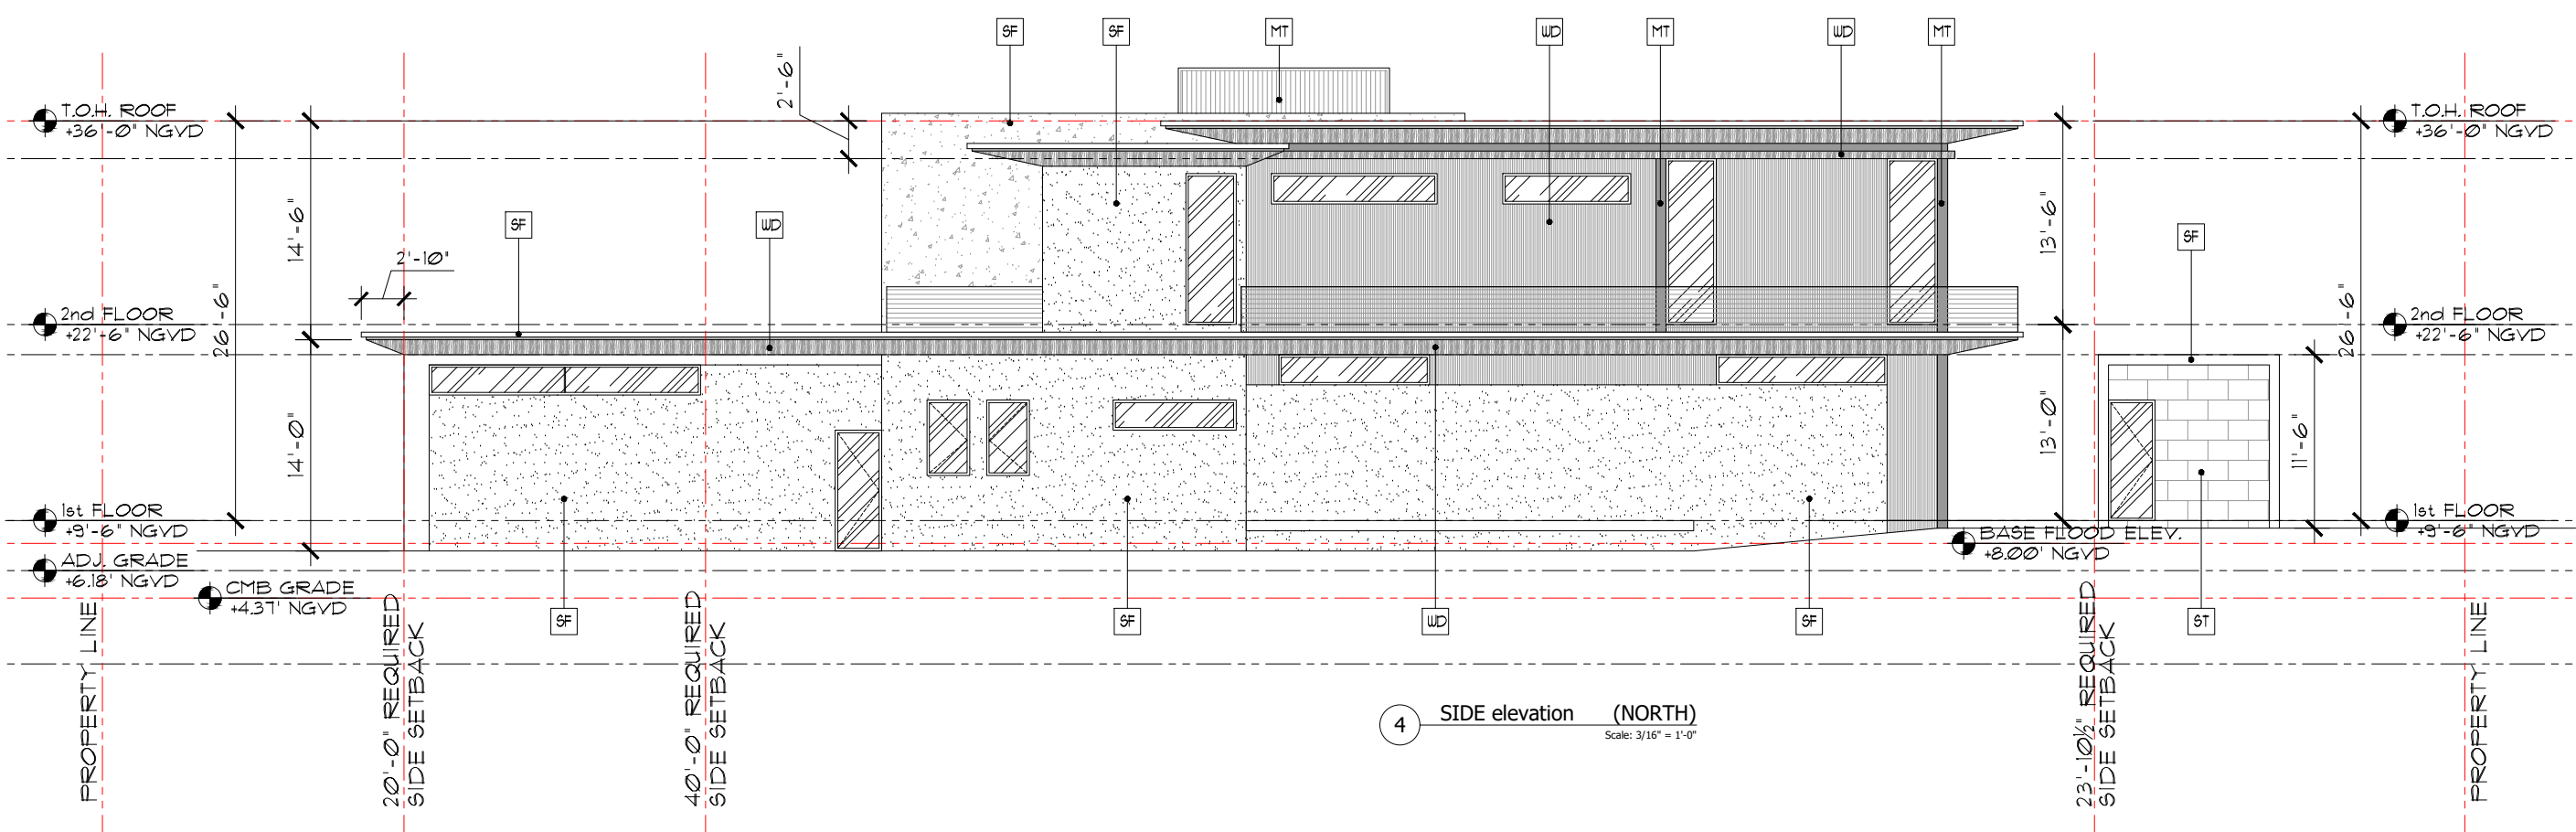 SF
SF
MT
WD
MT
WD
MT
2'-6"
T.O.H. ROOF
+36'-0" NGVD
T.O.H. ROOF
+36'-0" NGVD
14'-6"
SF
WD
13'-6"
SF
2'-10"
26'-6"
26'-6"
2nd FLOOR
+22'-6" NGVD
2nd FLOOR
+22'-6" NGVD
14'-0"
13'-0"
11'-6"
1st FLOOR
+9'-6" NGVD
1st FLOOR
+9'-6" NGVD
BASE FLOOD ELEV.
+8.00' NGVD
ADJ. GRADE
+6.18' NGVD
CMB GRADE
+4.37' NGVD
SF
SF
WD
SF
ST
PROPERTY LINE
20'-0" REQUIRED
SIDE SETBACK
40'-0" REQUIRED
SIDE SETBACK
23'-10½" REQUIRED
SIDE SETBACK
PROPERTY LINE
4 SIDE elevation (NORTH)
Scale: 3/16" = 1'-0"